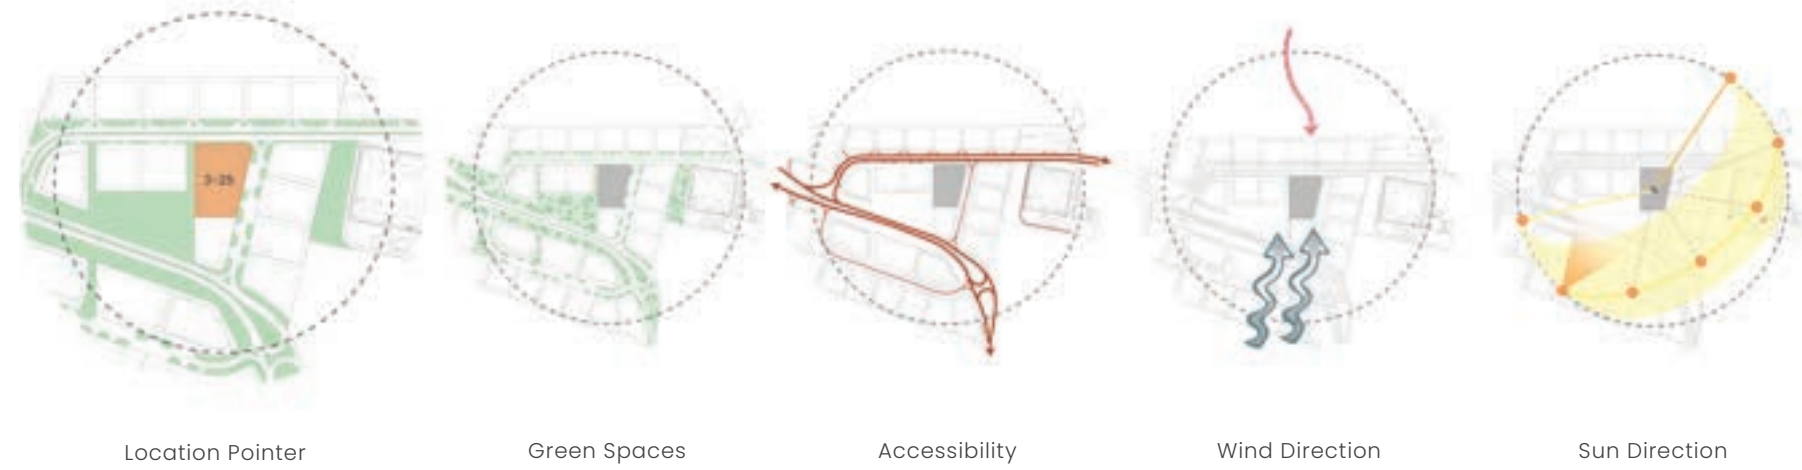 3-25
Location Pointer
Green Spaces
Accessibility
Wind Direction
Sun Direction